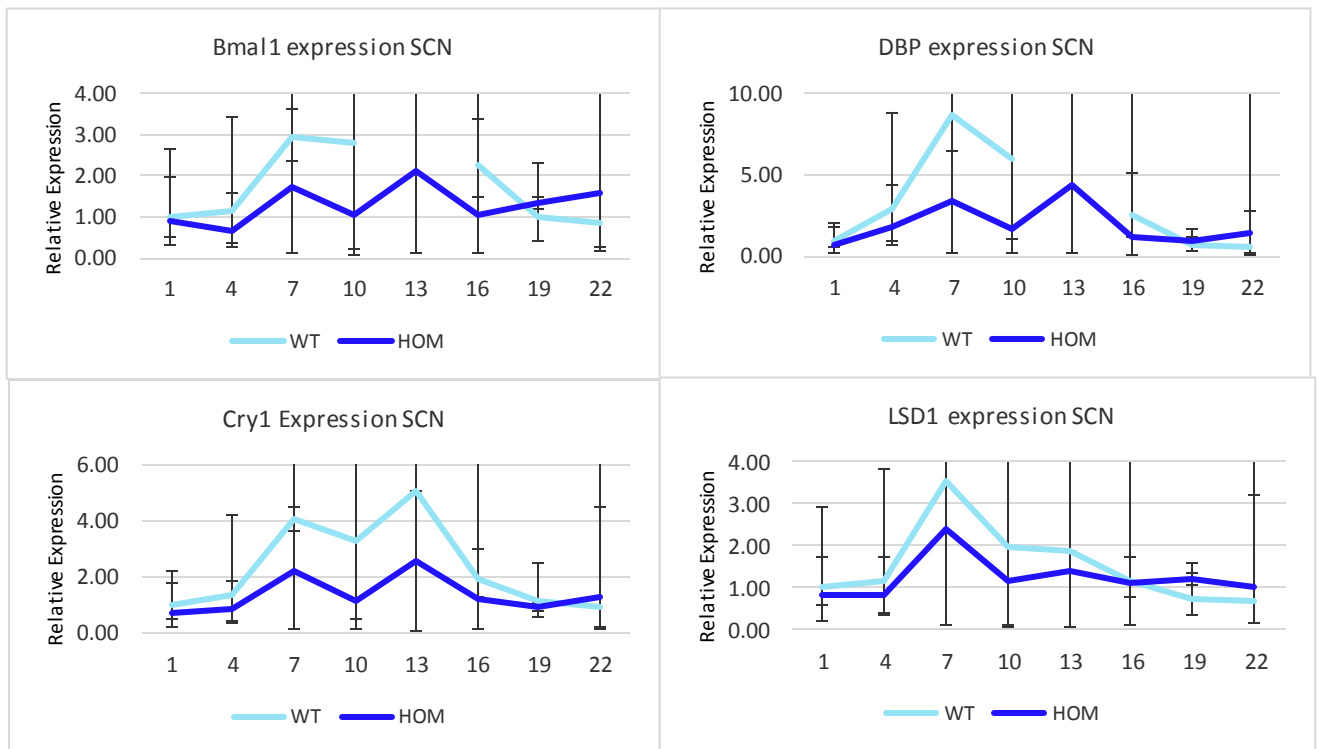 Bmal1 expression SCN
Relative Expression
4.00
3.00
2.00
1.00
0.00
1 4 7 10 13 16 19 22
WT HOM
DBP expression SCN
Relative Expression
10.00
5.00
0.00
1 4 7 10 13 16 19 22
WT HOM
Cry1 Expression SCN
Relative Expression
6.00
4.00
2.00
0.00
1 4 7 10 13 16 19 22
WT HOM
LSD1 expression SCN
Relative Expression
4.00
3.00
2.00
1.00
0.00
1 4 7 10 13 16 19 22
WT HOM